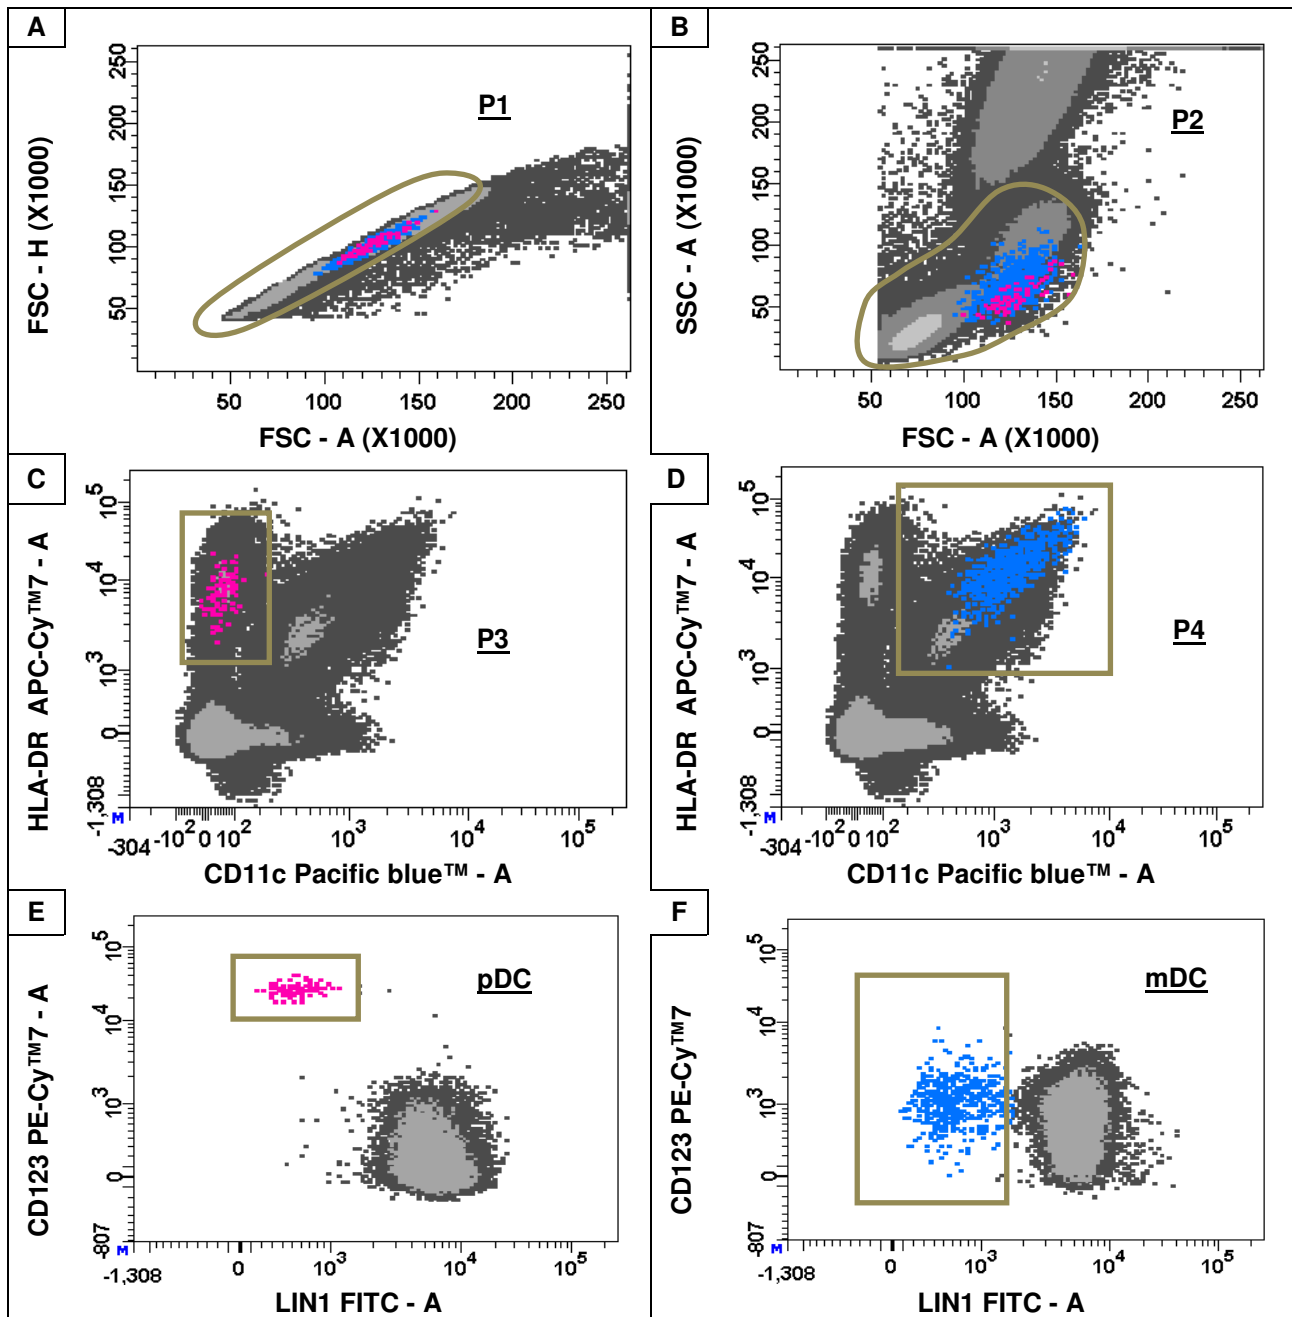 A
P1
FSC - H (X1000)
250
200
150
100
50
50 100 150 200 250
FSC - A (X1000)
B
P2
SSC - A (X1000)
250
200
150
100
50
50 100 150 200 250
FSC - A (X1000)
C
P3
HLA-DR APC-Cy™7 - A
10^5
10^4
10^3
0
-1,308
M
-304 -10^2 0 10^2 10^3 10^4 10^5
CD11c Pacific blue™ - A
D
P4
HLA-DR APC-Cy™7 - A
10^5
10^4
10^3
0
-1,308
M
-304 -10^2 0 10^2 10^3 10^4 10^5
CD11c Pacific blue™ - A
E
pDC
CD123 PE-Cy™7 - A
10^5
10^4
10^3
0
-807
M
-1,308 0 10^3 10^4 10^5
LIN1 FITC - A
F
mDC
CD123 PE-Cy™7
10^5
10^4
10^3
0
-807
M
-1,308 0 10^3 10^4 10^5
LIN1 FITC - A